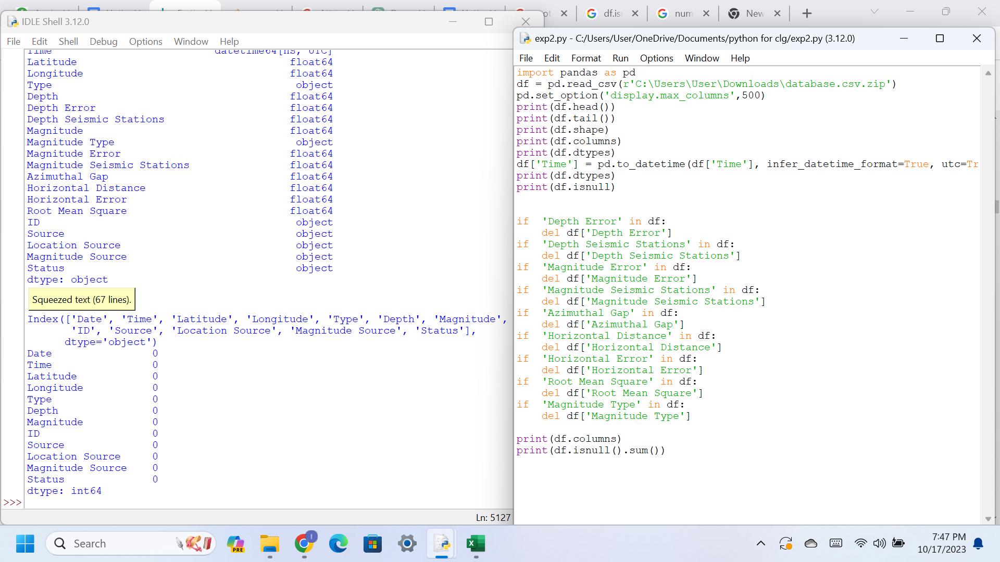 df.is
num
New
IDLE Shell 3.12.0
File Edit Shell Debug Options Window Help
Time datetime64[ns, UTC]
Latitude float64
Longitude float64
Type object
Depth float64
Depth Error float64
Depth Seismic Stations float64
Magnitude float64
Magnitude Type object
Magnitude Error float64
Magnitude Seismic Stations float64
Azimuthal Gap float64
Horizontal Distance float64
Horizontal Error float64
Root Mean Square float64
ID object
Source object
Location Source object
Magnitude Source object
Status object
dtype: object
Squeezed text (67 lines).
Index(['Date', 'Time', 'Latitude', 'Longitude', 'Type', 'Depth', 'Magnitude',
'ID', 'Source', 'Location Source', 'Magnitude Source', 'Status'],
dtype='object')
Date 0
Time 0
Latitude 0
Longitude 0
Type 0
Depth 0
Magnitude 0
ID 0
Source 0
Location Source 0
Magnitude Source 0
Status 0
dtype: int64
>>>
Ln: 5127
exp2.py - C:/Users/User/OneDrive/Documents/python for clg/exp2.py (3.12.0)
File Edit Format Run Options Window Help
import pandas as pd
df = pd.read_csv(r'C:\Users\User\Downloads\database.csv.zip')
pd.set_option('display.max_columns',500)
print(df.head())
print(df.tail())
print(df.shape)
print(df.columns)
print(df.dtypes)
df['Time'] = pd.to_datetime(df['Time'], infer_datetime_format=True, utc=Tr
print(df.dtypes)
print(df.isnull)
if 'Depth Error' in df:
del df['Depth Error']
if 'Depth Seismic Stations' in df:
del df['Depth Seismic Stations']
if 'Magnitude Error' in df:
del df['Magnitude Error']
if 'Magnitude Seismic Stations' in df:
del df['Magnitude Seismic Stations']
if 'Azimuthal Gap' in df:
del df['Azimuthal Gap']
if 'Horizontal Distance' in df:
del df['Horizontal Distance']
if 'Horizontal Error' in df:
del df['Horizontal Error']
if 'Root Mean Square' in df:
del df['Root Mean Square']
if 'Magnitude Type' in df:
del df['Magnitude Type']
print(df.columns)
print(df.isnull().sum())
Search
PRE
7:47 PM
10/17/2023